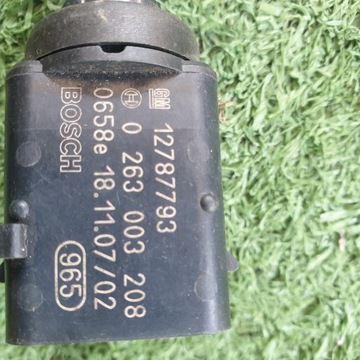 GM 12787793
0 263 003 208
0658e 18.11.07/02
BOSCH 965